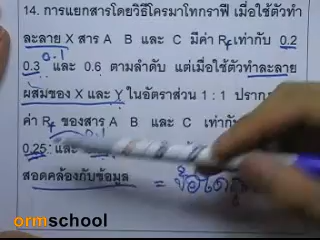 14. การแยกสารโดยวิธีโครมาโทกราฟี เมื่อใช้ตัวทำ
ละลาย X สาร A B และ C มีค่า Rf เท่ากับ 0.2
0.1
0.3 และ 0.6 ตามลำดับ แต่เมื่อใช้ตัวทำละลาย
ผสมของ X และ Y ในอัตราส่วน 1 : 1 ปราก
ค่า Rf ของสาร A B และ C เท่ากับ
0.25 และ
สอดคล้องกับข้อมูล = ข้อใด
ormschool